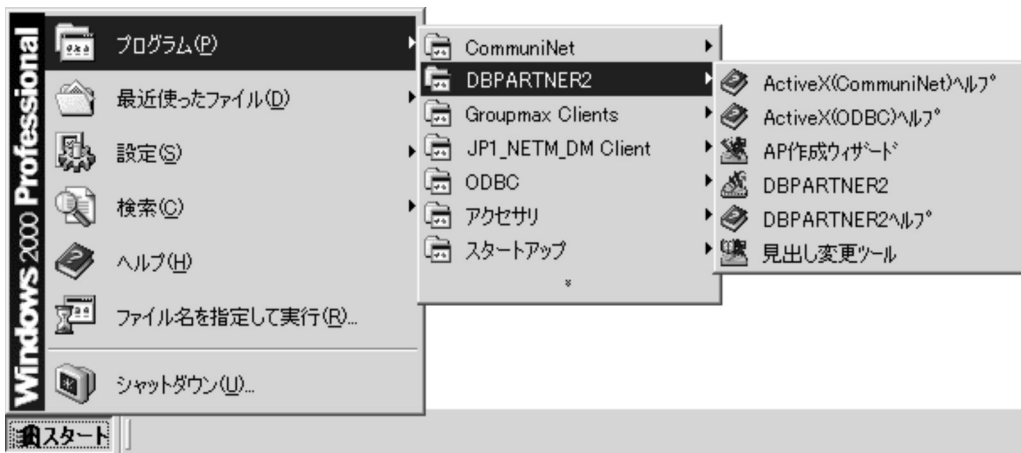 Windows 2000 Professional
プログラム(P)
最近使ったファイル(D)
設定(S)
検索(C)
ヘルプ(H)
ファイル名を指定して実行(R)...
シャットダウン(U)...
スタート
CommuniNet
DBPARTNER2
Groupmax Clients
JP1_NETM_DM Client
ODBC
アクセサリ
スタートアップ
ActiveX(CommuniNet)ヘルプ
ActiveX(ODBC)ヘルプ
AP作成ウィザード
DBPARTNER2
DBPARTNER2ヘルプ
見出し変更ツール